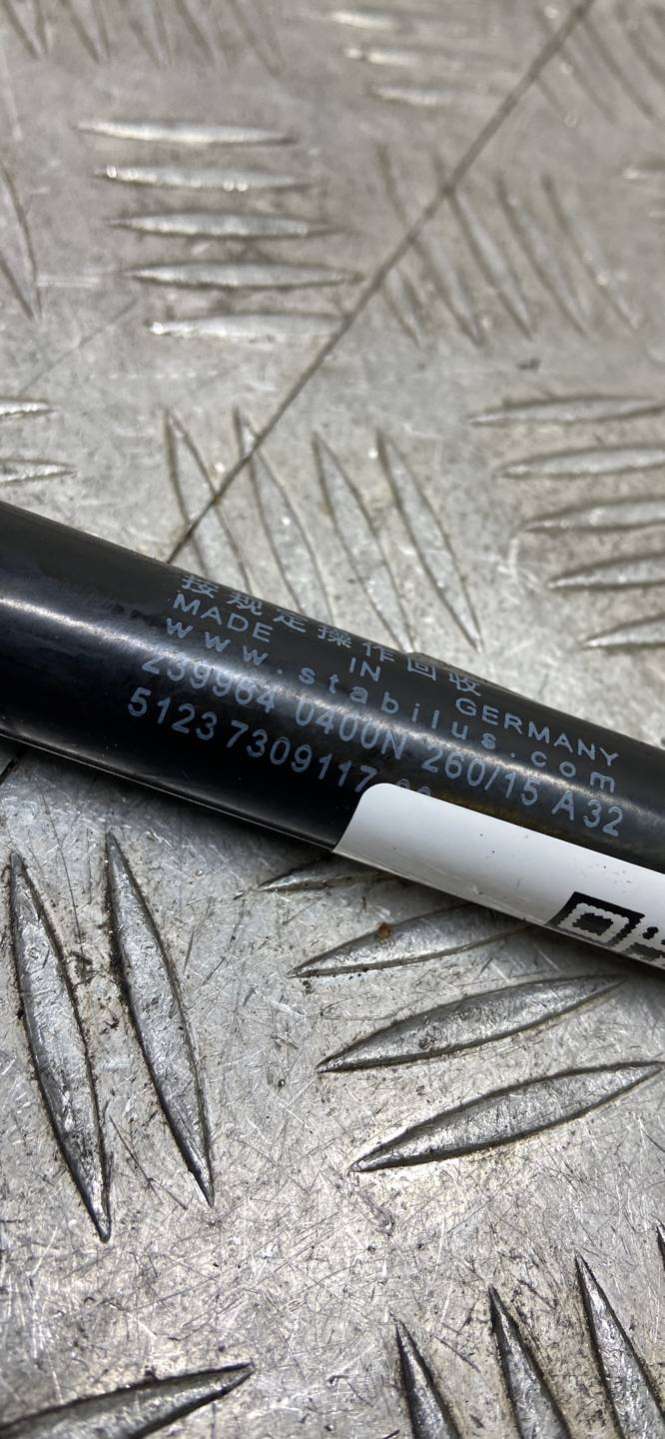 按规定操作回收
MADE IN GERMANY
www.stabilus.com
239964 0400N 260/15 A32
5123 7309117